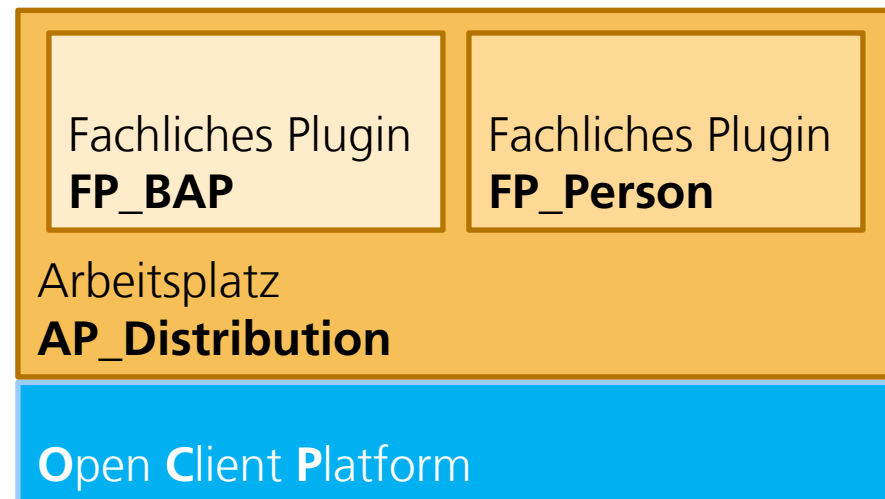 Fachliches Plugin
FP_BAP
Fachliches Plugin
FP_Person
Arbeitsplatz
AP_Distribution
Open Client Platform